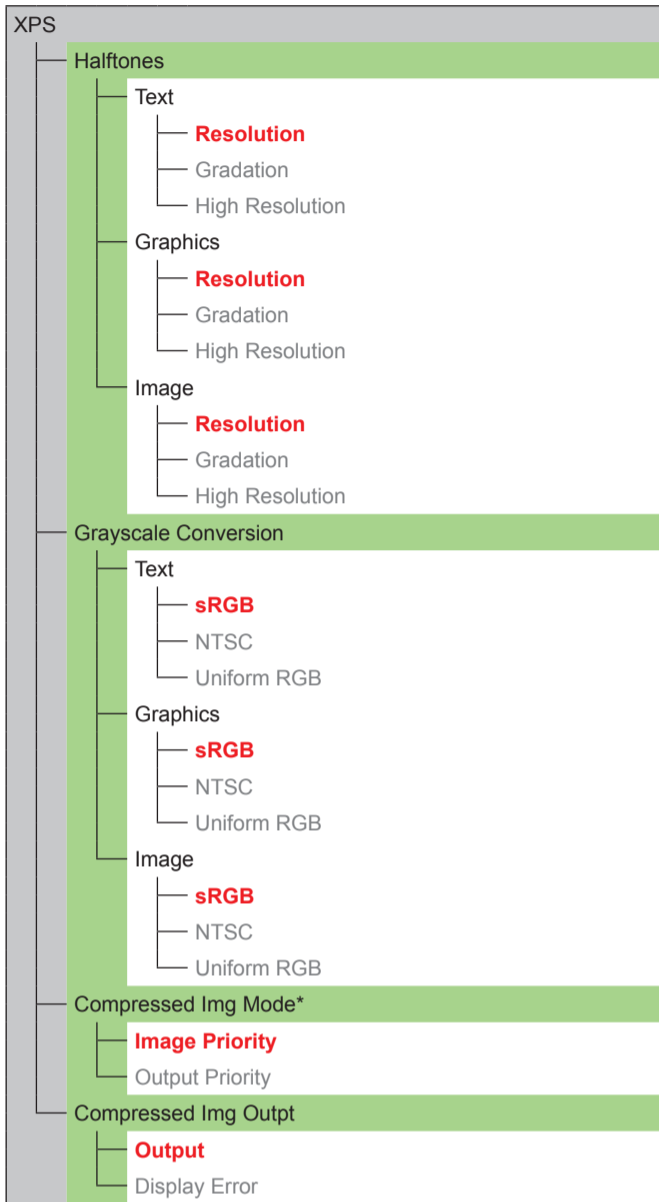 XPS
Halftones
Text
Resolution
Gradation
High Resolution
Graphics
Resolution
Gradation
High Resolution
Image
Resolution
Gradation
High Resolution
Grayscale Conversion
Text
sRGB
NTSC
Uniform RGB
Graphics
sRGB
NTSC
Uniform RGB
Image
sRGB
NTSC
Uniform RGB
Compressed Img Mode*
Image Priority
Output Priority
Compressed Img Outpt
Output
Display Error